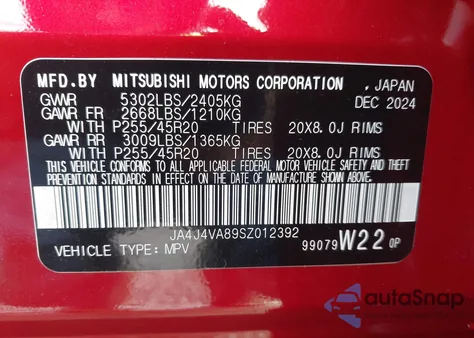 MFD.BY MITSUBISHI MOTORS CORPORATION , JAPAN
GVWR 5302LBS/2405KG DEC 2024
GAWR FR 2668LBS/1210KG
WITH P255/45R20 TIRES 20X8.0J RIMS
GAWR RR 3009LBS/1365KG
WITH P255/45R20 TIRES 20X8.0J RIMS
THIS VEHICLE CONFORMS TO ALL APPLICABLE FEDERAL MOTOR VEHICLE SAFETY AND THEFT
PREVENTION STANDARDS IN EFFECT ON THE DATE OF MANUFACTURE SHOWN ABOVE.
JA4J4VA89SZ012392
VEHICLE TYPE: MPV 99079 W22 0P
autoSnap